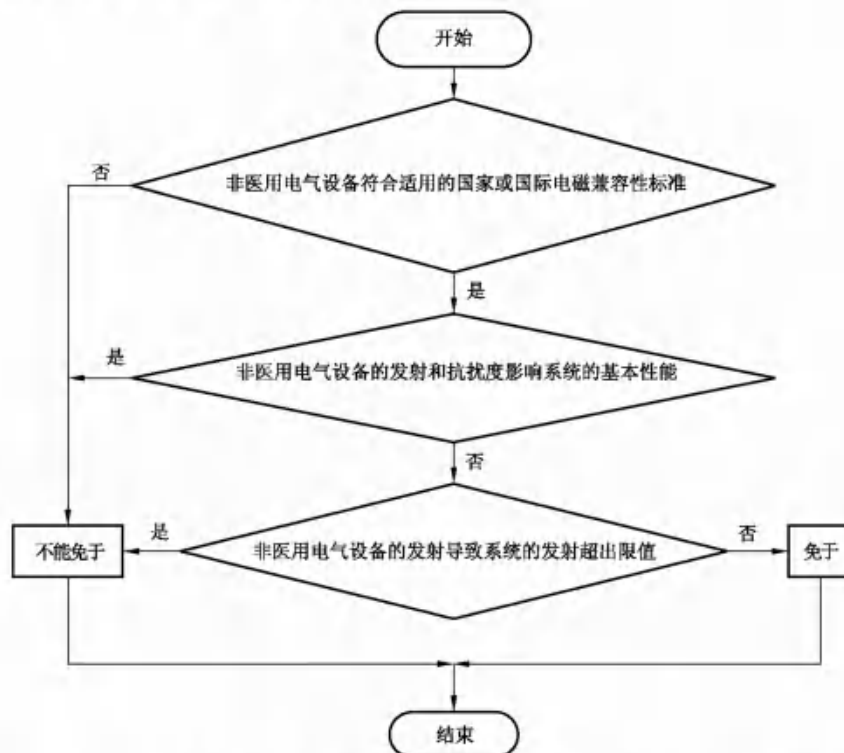 开始
非医用电气设备符合适用的国家或国际电磁兼容性标准
否
是
非医用电气设备的发射和抗扰度影响系统的基本性能
是
否
非医用电气设备的发射导致系统的发射超出限值
是
否
不能免于
免于
结束